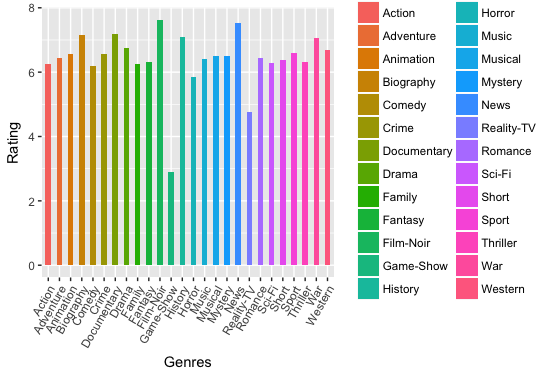 8
6
4
2
0
Rating
Action
Adventure
Animation
Biography
Comedy
Crime
Documentary
Drama
Family
Fantasy
Film-Noir
Game-Show
History
Horror
Music
Musical
Mystery
News
Reality-TV
Romance
Sci-Fi
Short
Sport
Thriller
War
Western
Genres
Action
Adventure
Animation
Biography
Comedy
Crime
Documentary
Drama
Family
Fantasy
Film-Noir
Game-Show
History
Horror
Music
Musical
Mystery
News
Reality-TV
Romance
Sci-Fi
Short
Sport
Thriller
War
Western